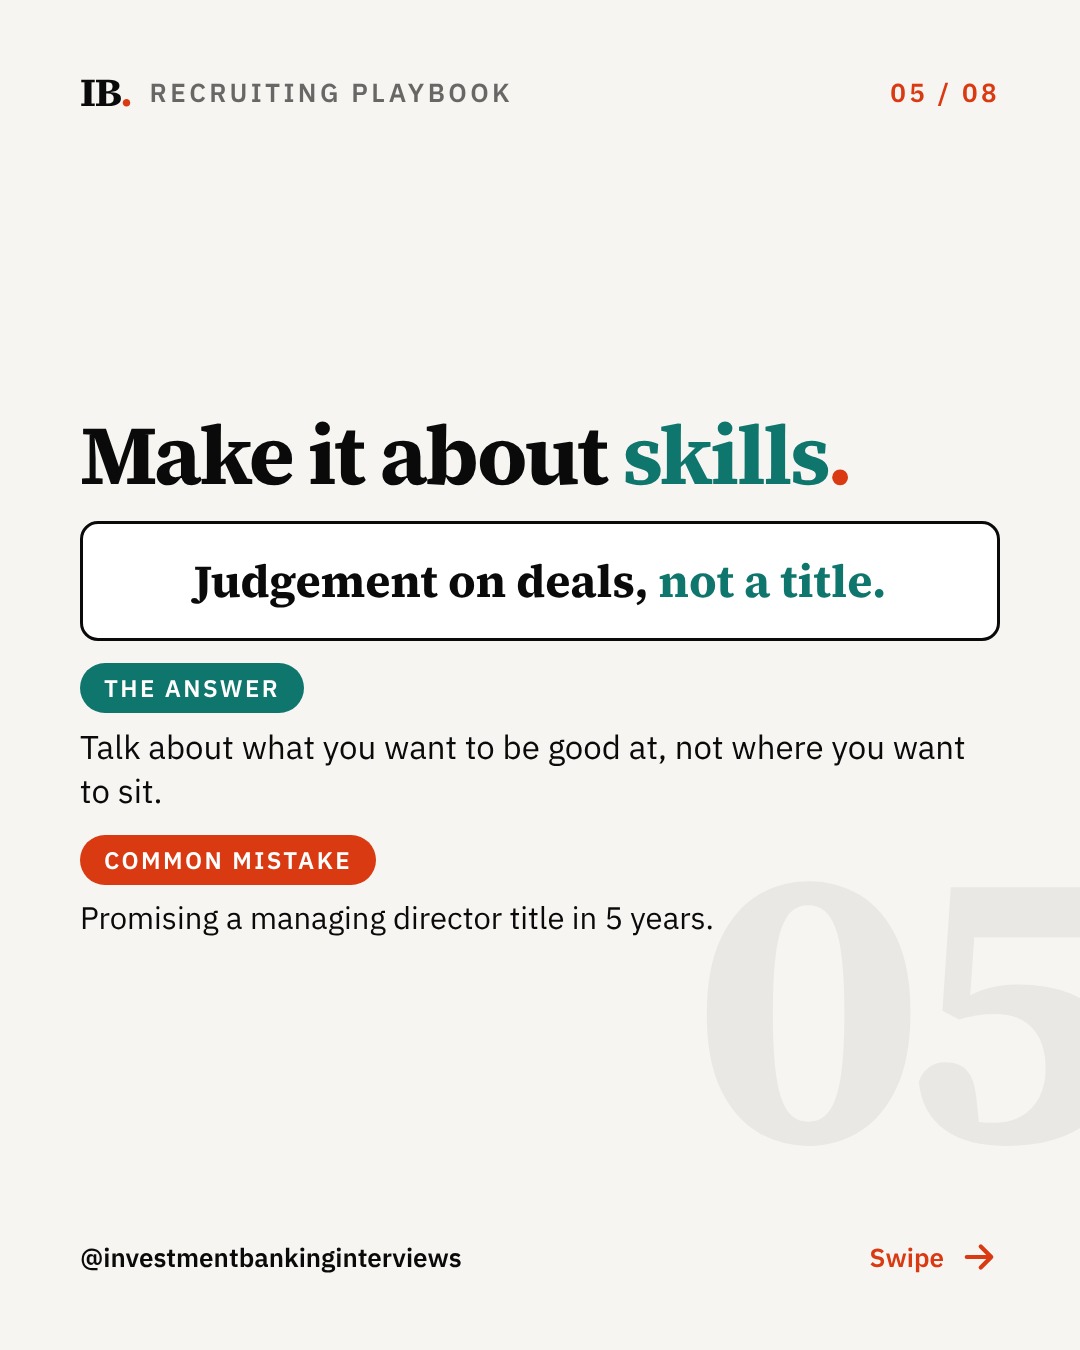 IB. RECRUITING PLAYBOOK
05 / 08
Make it about skills.
Judgement on deals, not a title.
THE ANSWER
Talk about what you want to be good at, not where you want
to sit.
COMMON MISTAKE
Promising a managing director title in 5 years.
05
@investmentbankinginterviews
Swipe →